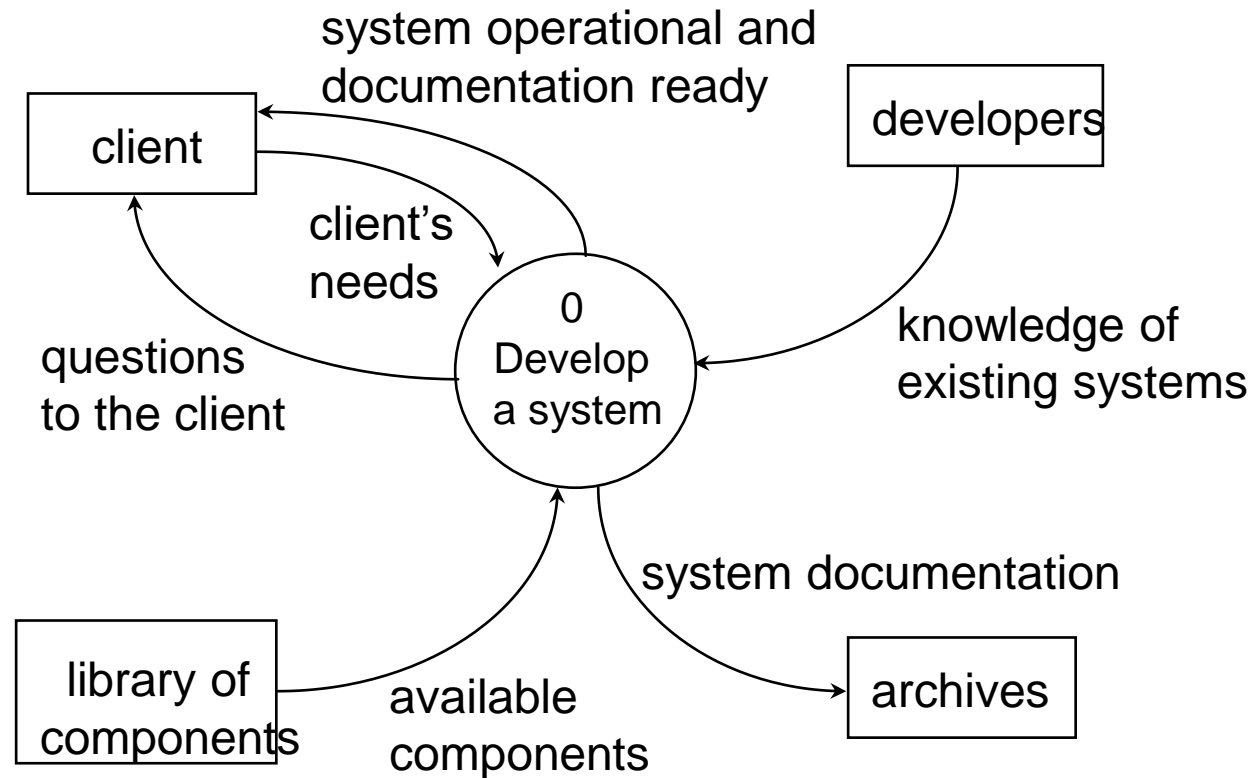 system operational and
documentation ready
client
developers
client’s
needs
0
Develop
a system
questions
to the client
knowledge of
existing systems
system documentation
library of
components
available
components
archives